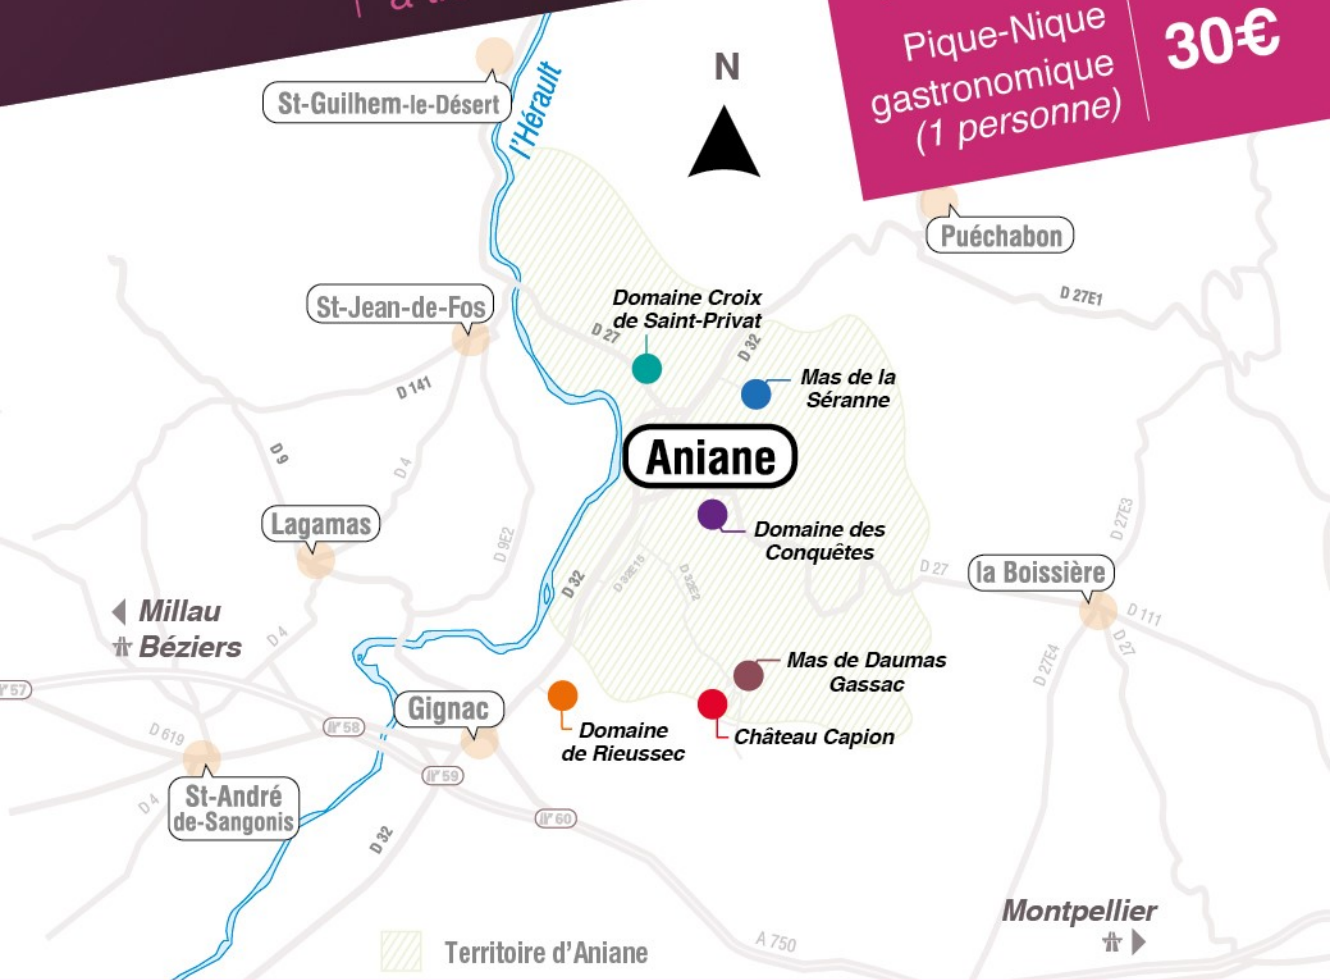 Pique-Nique
gastronomique
(1 personne)
30€
N
St-Guilhem-le-Désert
l'Hérault
Puéchabon
St-Jean-de-Fos
D 27E1
Domaine Croix
de Saint-Privat
D 27
D 32
D 141
Mas de la
Séranne
D 9
D 4
Aniane
Lagamas
D 9E2
D 27E3
Domaine des
Conquêtes
D 32
D 32E15
D 32E2
D 27
la Boissière
Millau
Béziers
D 4
D 111
D 27
D 27E4
Mas de Daumas
Gassac
57
Gignac
58
D 619
Domaine
de Rieussec
Château Capion
59
St-André
de-Sangonis
D 4
60
D 32
Montpellier
Territoire d'Aniane
A 750